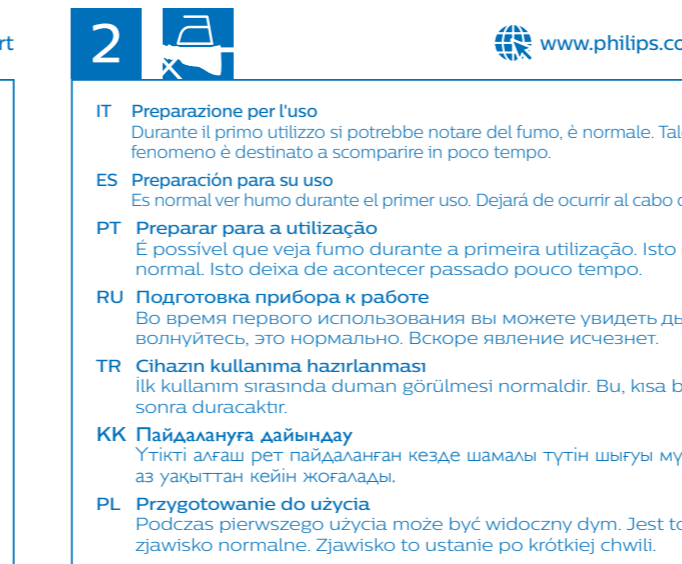 rt
2
www.philips.co
IT Preparazione per l'uso
Durante il primo utilizzo si potrebbe notare del fumo, è normale. Tale
fenomeno è destinato a scomparire in poco tempo.
ES Preparación para su uso
Es normal ver humo durante el primer uso. Dejará de ocurrir al cabo
PT Preparar para a utilização
É possível que veja fumo durante a primeira utilização. Isto
normal. Isto deixa de acontecer passado pouco tempo.
RU Подготовка прибора к работе
Во время первого использования вы можете увидеть ды
волнуйтесь, это нормально. Вскоре явление исчезнет.
TR Cihazın kullanıma hazırlanması
İlk kullanım sırasında duman görülmesi normaldir. Bu, kısa b
sonra duracaktır.
KK Пайдалануға дайындау
Үтікті алғаш рет пайдаланған кезде шамалы түтін шығуы мү
аз уақыттан кейін жоғалады.
PL Przygotowanie do użycia
Podczas pierwszego użycia może być widoczny dym. Jest to
zjawisko normalne. Zjawisko to ustanie po krótkiej chwili.